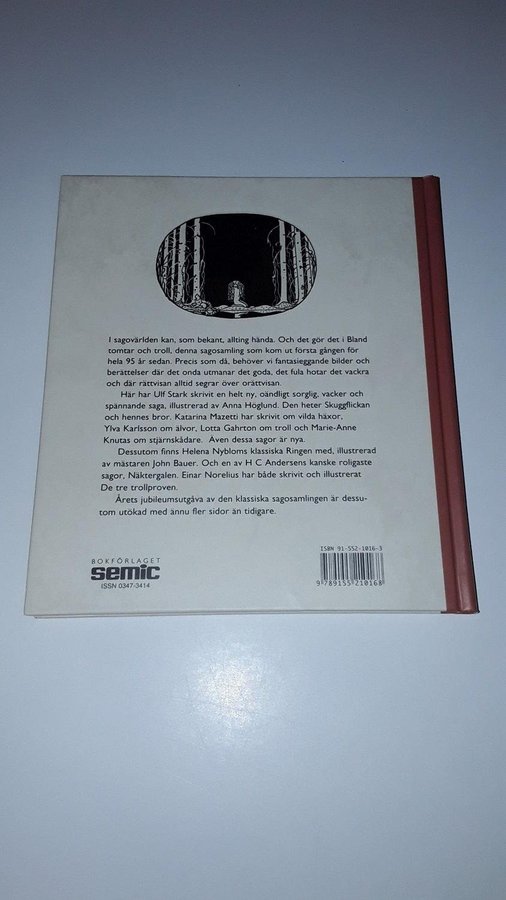 I sagovärlden kan, som bekant, allting hända. Och det gör det i Bland
tomtar och troll, denna sagosamling som kom ut första gången för
hela 95 år sedan. Precis som då, behöver vi fantasieggande bilder och
berättelser där det onda utmanar det goda, det fula hotar det vackra
och där rättvisan alltid segrar över orättvisan.
Här har Ulf Stark skrivit en helt ny, oändligt sorglig, vacker och
spännande saga, illustrerad av Anna Höglund. Den heter Skuggflickan
och hennes bror. Katarina Mazetti har skrivit om vilda häxor,
Ylva Karlsson om älvor, Lotta Gahrton om troll och Marie-Anne
Knutas om stjärnskådare. Även dessa sagor är nya.
Dessutom finns Helena Nybloms klassiska Ringen med, illustrerad
av mästaren John Bauer. Och en av H C Andersens kanske roligaste
sagor, Näktergalen. Einar Norelius har både skrivit och illustrerat
De tre trollproven.
Årets jubileumsutgåva av den klassiska sagosamlingen är dessu-
tom utökad med ännu fler sidor än tidigare.
BOKFÖRLAGET
semic
ISSN 0347-3414
ISBN 91-552-1016-3
9 789155 210168